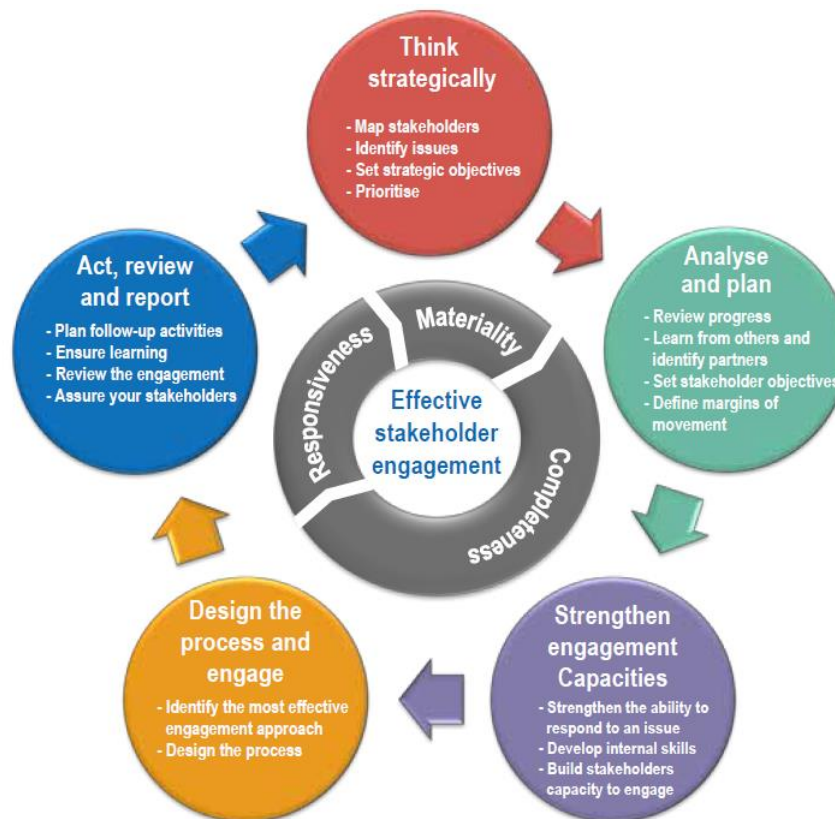 Think
strategically
- Map stakeholders
- Identify issues
- Set strategic objectives
- Prioritise
Analyse
and plan
- Review progress
- Learn from others and
identify partners
- Set stakeholder objectives
- Define margins of
movement
Strengthen
engagement
Capacities
- Strengthen the ability to
respond to an issue
- Develop internal skills
- Build stakeholders
capacity to engage
Design the
process and
engage
- Identify the most effective
engagement approach
- Design the process
Act, review
and report
- Plan follow-up activities
- Ensure learning
- Review the engagement
- Assure your stakeholders
Materiality
Completeness
Responsiveness
Effective
stakeholder
engagement